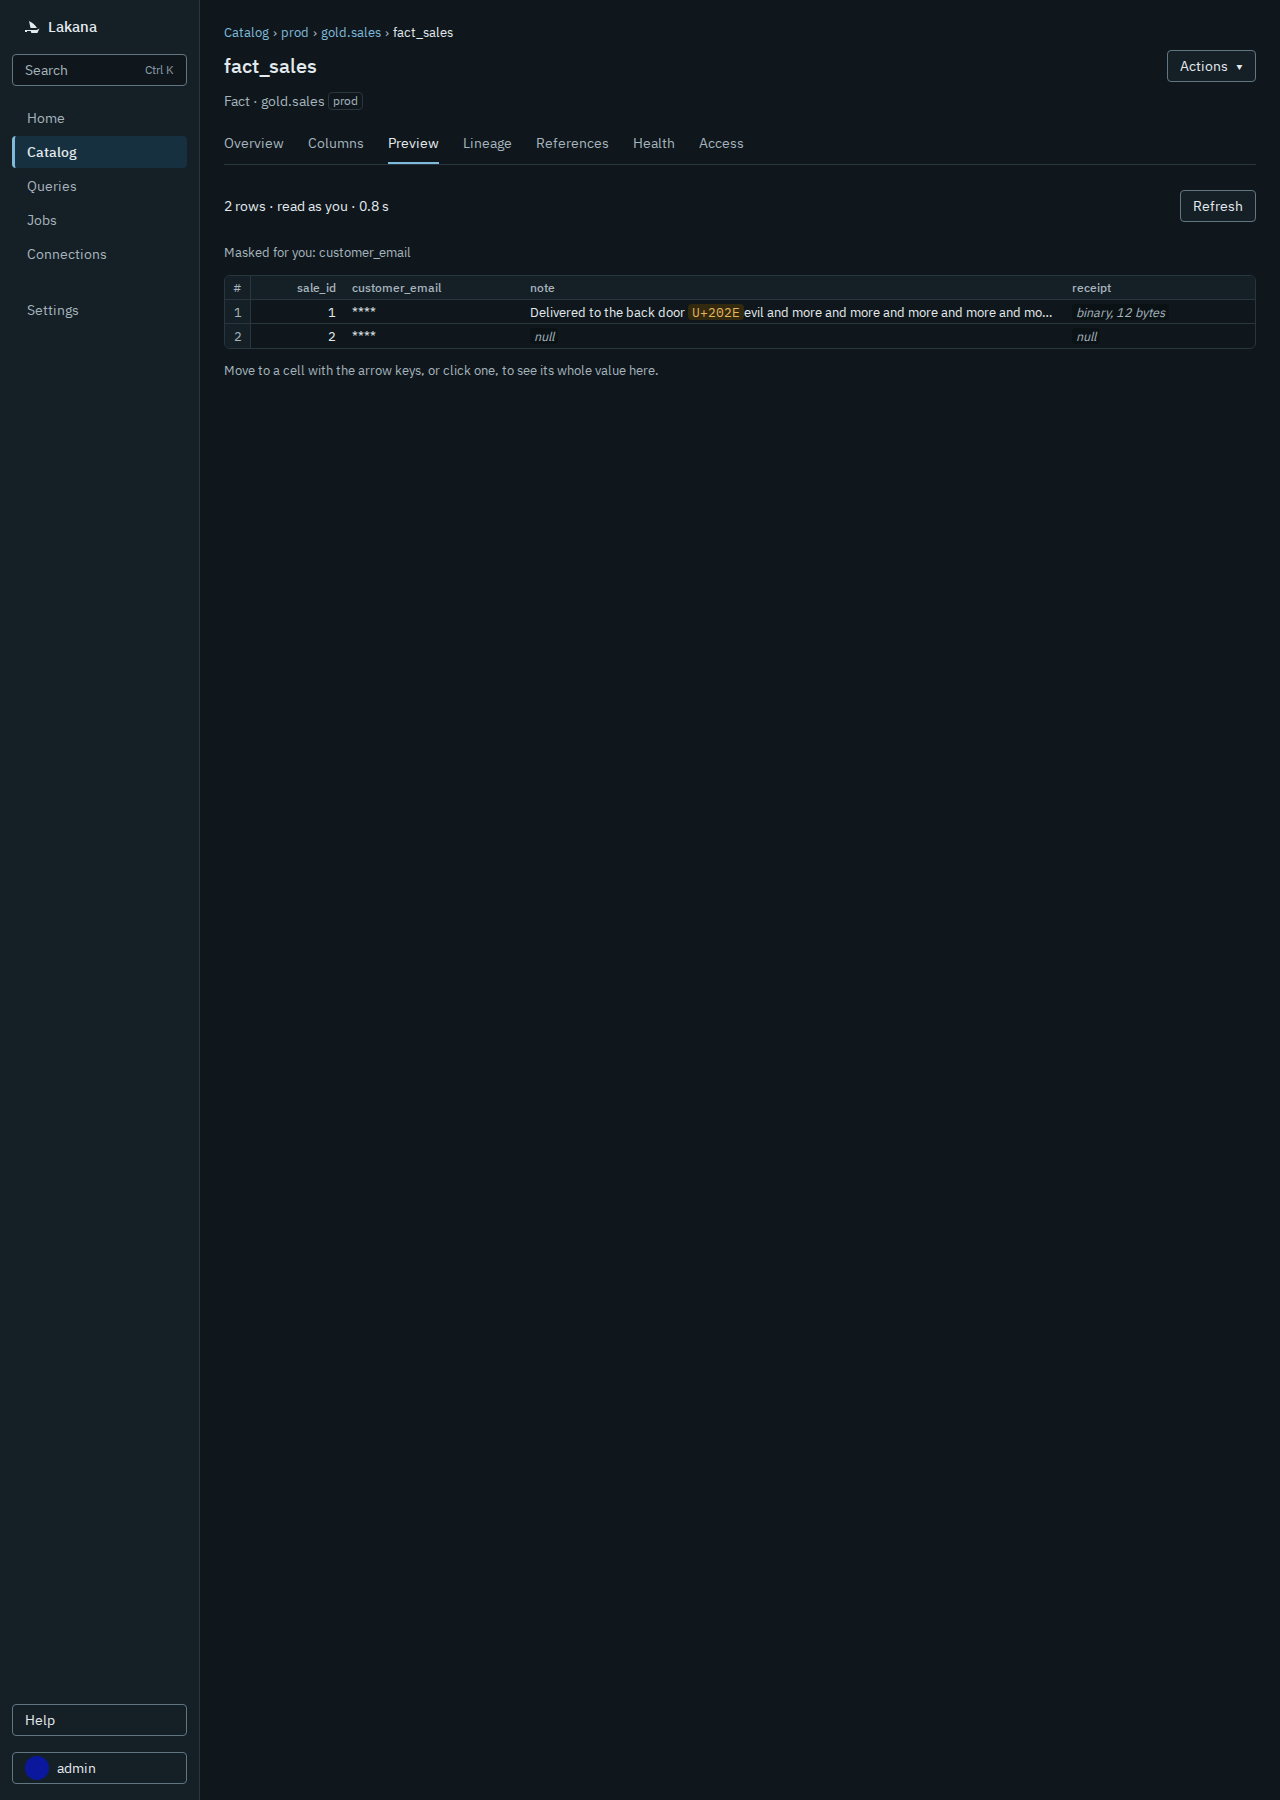 Lakana
Search Ctrl K
Home
Catalog
Queries
Jobs
Connections
Settings
Help
admin
Catalog › prod › gold.sales › fact_sales
fact_sales
Actions ▾
Fact · gold.sales prod
Overview Columns Preview Lineage References Health Access
2 rows · read as you · 0.8 s
Refresh
Masked for you: customer_email
# sale_id customer_email note receipt
1 1 **** Delivered to the back door U+202E evil and more and more and more and more and mo… binary, 12 bytes
2 2 **** null null
Move to a cell with the arrow keys, or click one, to see its whole value here.